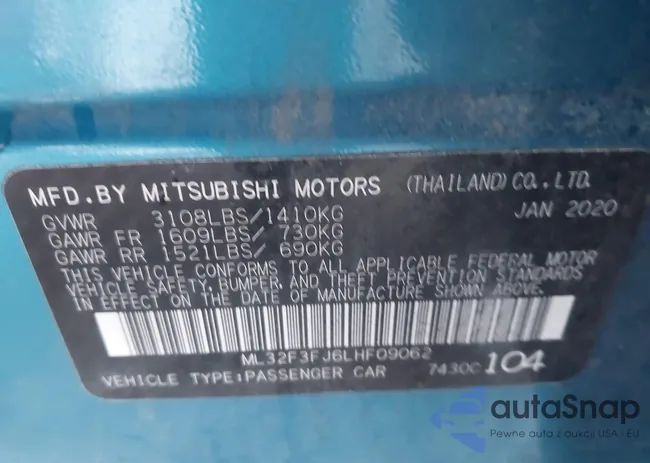 MFD.BY MITSUBISHI MOTORS (THAILAND) CO.,LTD.
GVWR 3108LBS/1410KG JAN 2020
GAWR FR 1609LBS/ 730KG
GAWR RR 1521LBS/ 690KG
THIS VEHICLE CONFORMS TO ALL APPLICABLE FEDERAL MOTOR
VEHICLE SAFETY, BUMPER, AND THEFT PREVENTION STANDARDS
IN EFFECT ON THE DATE OF MANUFACTURE SHOWN ABOVE.
ML32F3FJ6LHF09062
VEHICLE TYPE:PASSENGER CAR 7430C 104
autaSnap
Pewne auta z aukcji USA - EU